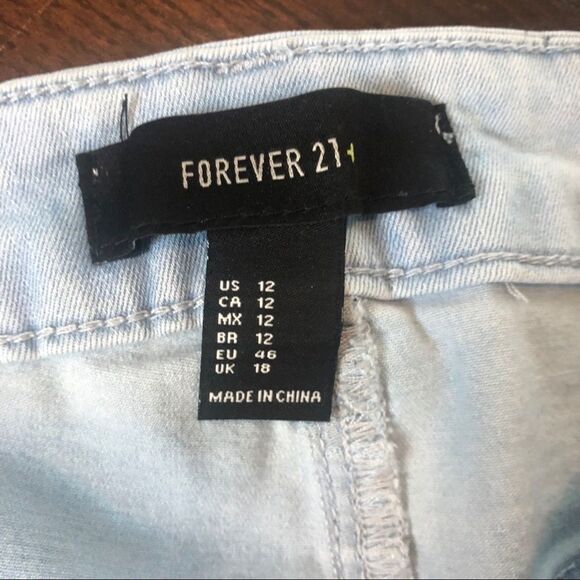 FOREVER 21+
US 12
CA 12
MX 12
BR 12
EU 46
UK 18
MADE IN CHINA